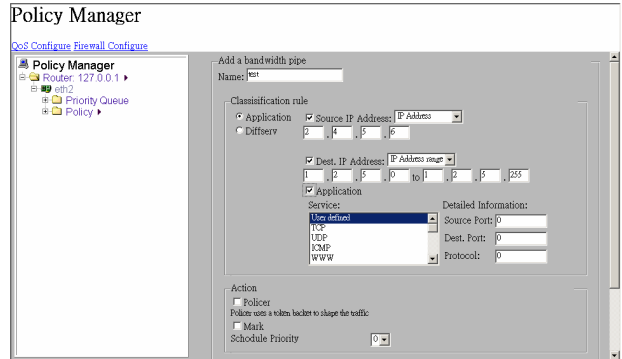 Policy Manager
QoS Configure Firewall Configure
Policy Manager
Router: 127.0.0.1
eth2
Priority Queue
Policy
Add a bandwidth pipe
Name: test
Classisification rule
Application
Source IP Address: IP Address
Diffserv
2 . 4 . 5 . 6
Dest. IP Address: IP Address range
1 . 2 . 5 . 0 to 1 . 2 . 5 . 255
Application
Service:
Detailed Information:
User defined
TCP
UDP
ICMP
WWW
Source Port: 0
Dest. Port: 0
Protocol: 0
Action
Policer
Policer uses a token backet to shape the traffic
Mark
Schedule Priority 0